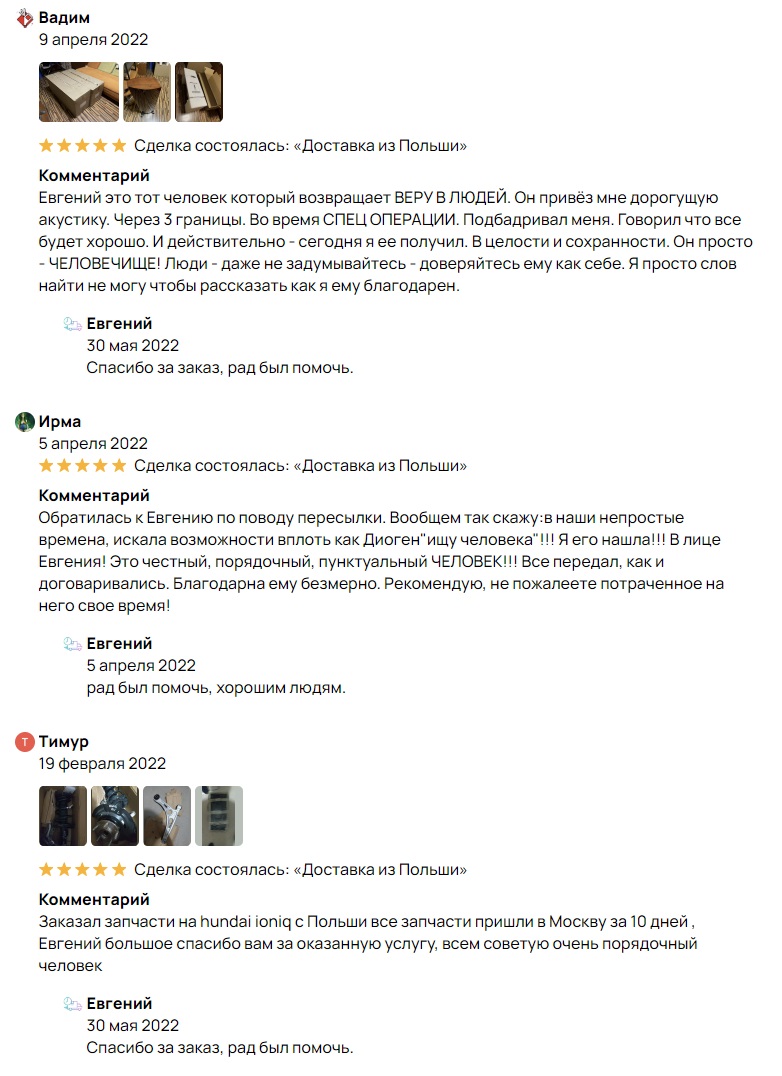 Вадим
9 апреля 2022
Сделка состоялась: «Доставка из Польши»
Комментарий
Евгений это тот человек который возвращает ВЕРУ В ЛЮДЕЙ. Он привёз мне дорогущую
акустику. Через 3 границы. Во время СПЕЦ ОПЕРАЦИИ. Подбадривал меня. Говорил что все
будет хорошо. И действительно - сегодня я ее получил. В целости и сохранности. Он просто
- ЧЕЛОВЕЧИЩЕ! Люди - даже не задумывайтесь - доверяйтесь ему как себе. Я просто слов
найти не могу чтобы рассказать как я ему благодарен.
Евгений
30 мая 2022
Спасибо за заказ, рад был помочь.
Ирма
5 апреля 2022
Сделка состоялась: «Доставка из Польши»
Комментарий
Обратилась к Евгению по поводу пересылки. Вообщем так скажу:в наши непростые
времена, искала возможности вплоть как Диоген"ищу человека"!!! Я его нашла!!! В лице
Евгения! Это честный, порядочный, пунктуальный ЧЕЛОВЕК!!! Все передал, как и
договаривались. Благодарна ему безмерно. Рекомендую, не пожалеете потраченное на
него свое время!
Евгений
5 апреля 2022
рад был помочь, хорошим людям.
Т Тимур
19 февраля 2022
Сделка состоялась: «Доставка из Польши»
Комментарий
Заказал запчасти на hundai ioniq с Польши все запчасти пришли в Москву за 10 дней ,
Евгений большое спасибо вам за оказанную услугу, всем советую очень порядочный
человек
Евгений
30 мая 2022
Спасибо за заказ, рад был помочь.